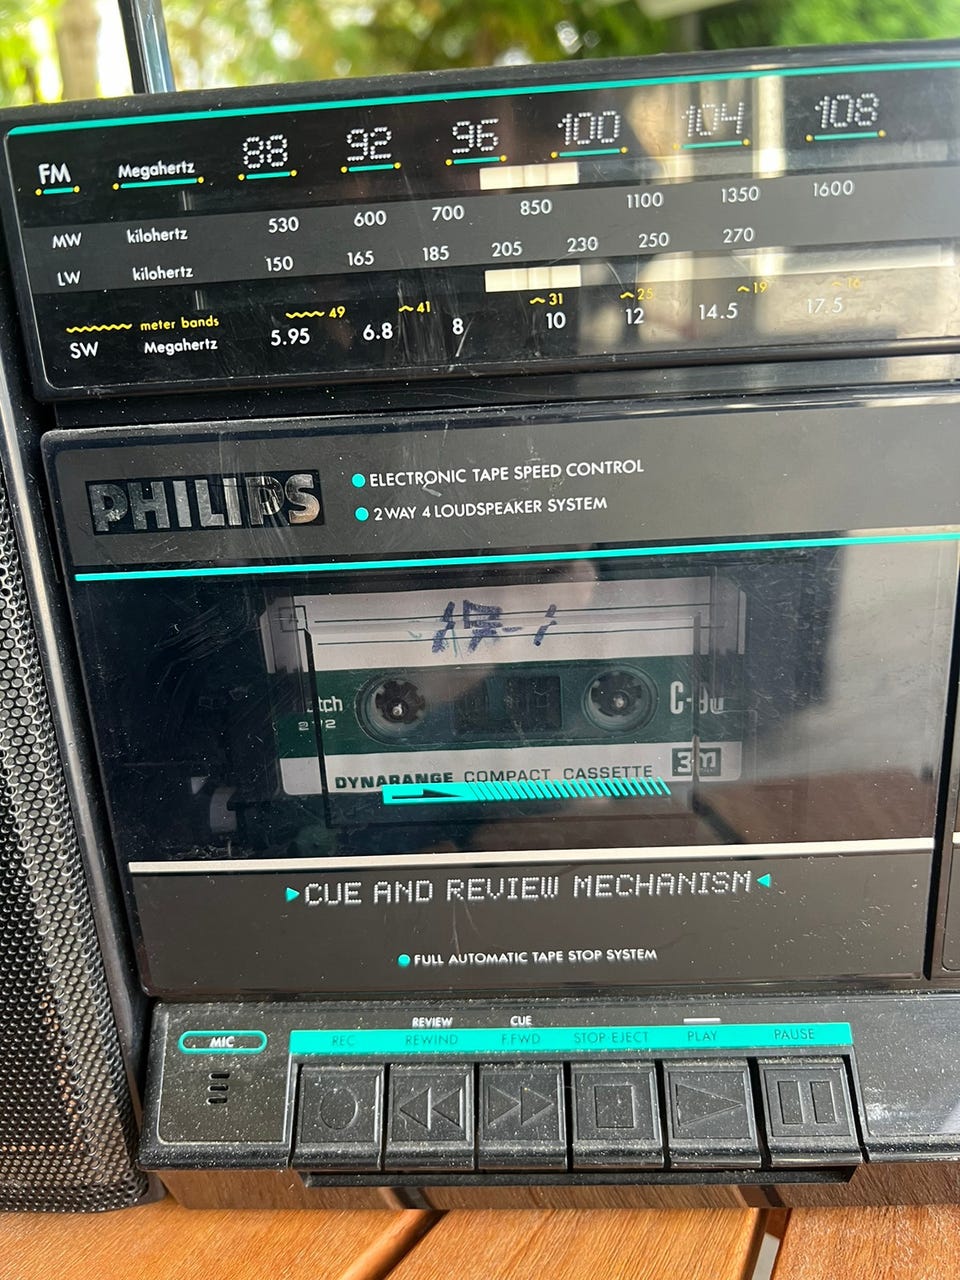 FM Megahertz 88 92 96 100 104 108
MW kilohertz 530 600 700 850 1100 1350 1600
LW kilohertz 150 165 185 205 230 250 270
meter bands 49 41 31 25 19 16
SW Megahertz 5.95 6.8 8 10 12 14.5 17.5
PHILIPS
ELECTRONIC TAPE SPEED CONTROL
2 WAY 4 LOUDSPEAKER SYSTEM
C-90
3M
DYNARANGE COMPACT CASSETTE
CUE AND REVIEW MECHANISM
FULL AUTOMATIC TAPE STOP SYSTEM
REVIEW CUE
MIC REC REWIND F.FWD STOP EJECT PLAY PAUSE